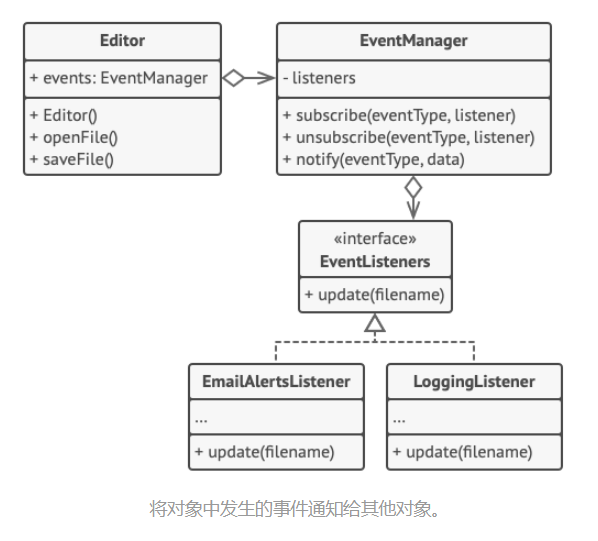 Editor
+ events: EventManager
+ Editor()
+ openFile()
+ saveFile()
EventManager
- listeners
+ subscribe(eventType, listener)
+ unsubscribe(eventType, listener)
+ notify(eventType, data)
«interface»
EventListeners
+ update(filename)
EmailAlertsListener
...
+ update(filename)
LoggingListener
...
+ update(filename)
将对象中发生的事件通知给其他对象。